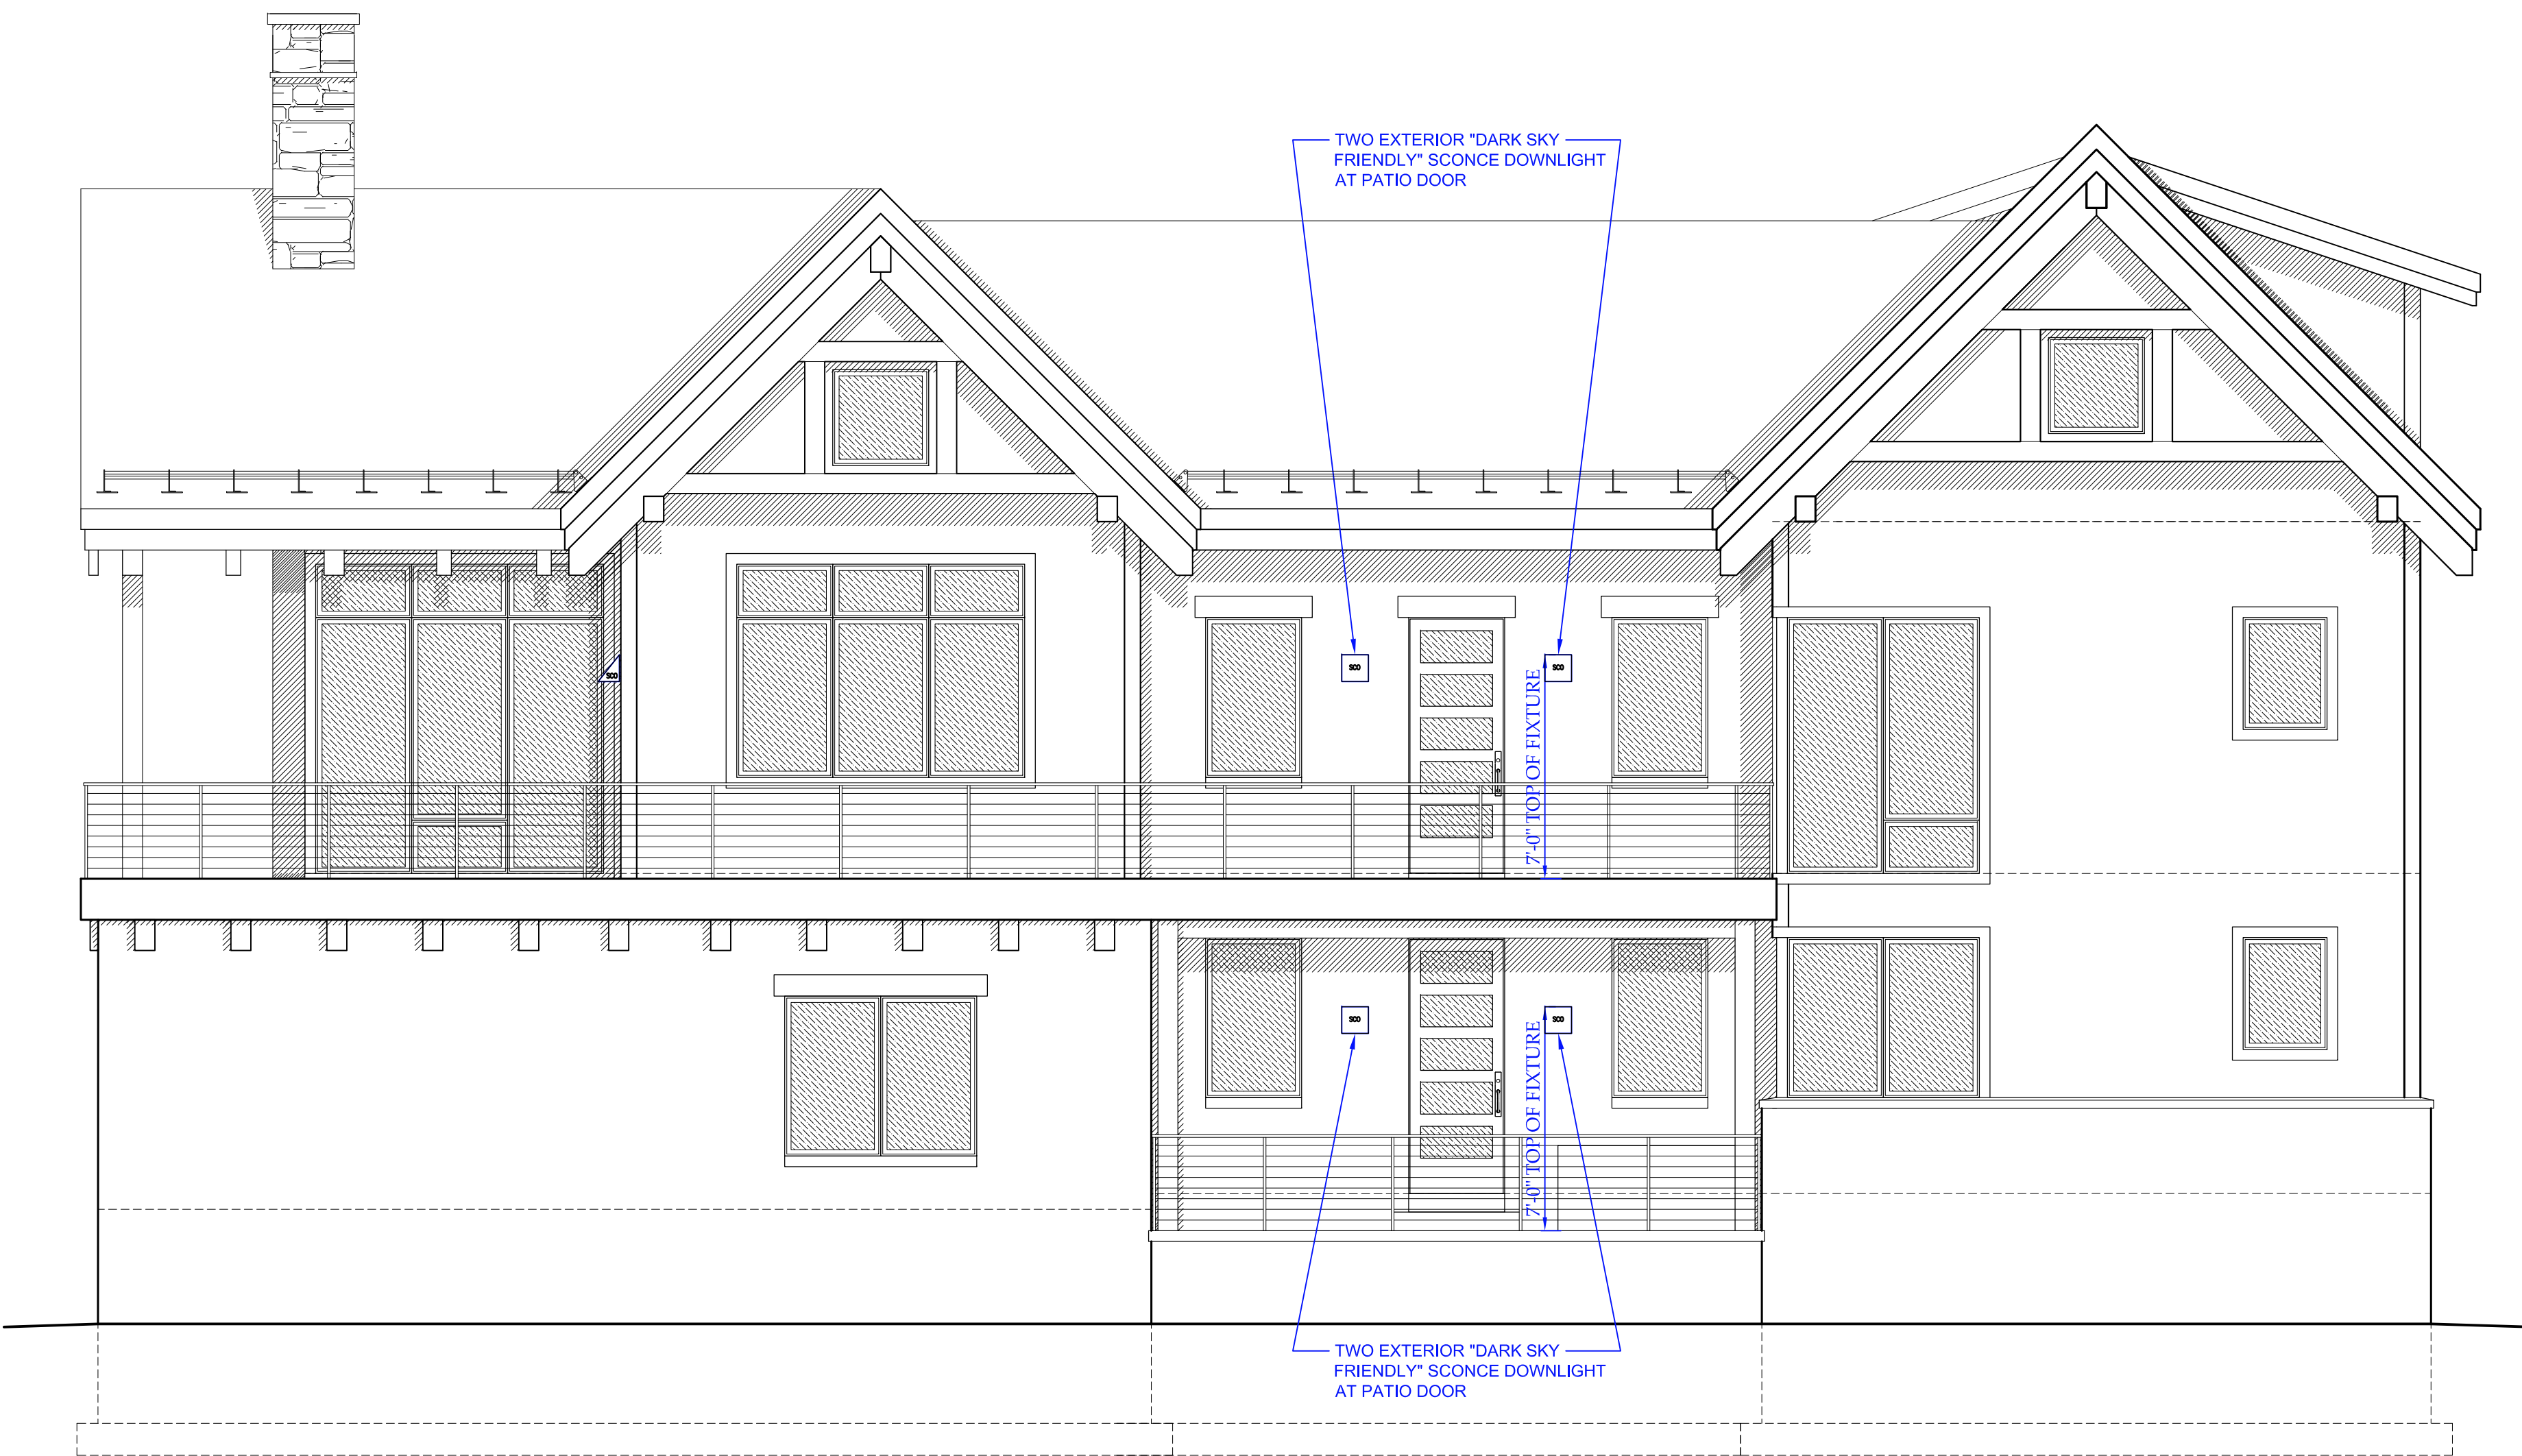 TWO EXTERIOR "DARK SKY
FRIENDLY" SCONCE DOWNLIGHT
AT PATIO DOOR
SCO
SCO
SCO
7'-0" TOP OF FIXTURE
SCO
SCO
7'-0" TOP OF FIXTURE
TWO EXTERIOR "DARK SKY
FRIENDLY" SCONCE DOWNLIGHT
AT PATIO DOOR